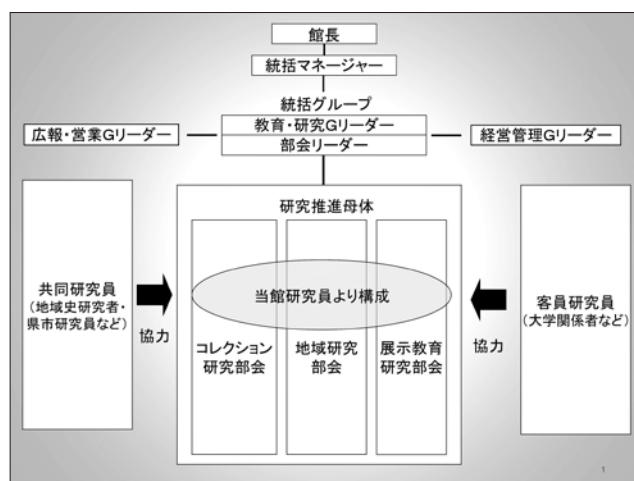 館長
統括マネージャー
統括グループ
広報・営業Gリーダー
教育・研究Gリーダー
部会リーダー
経営管理Gリーダー
研究推進母体
共同研究員
(地域史研究者・
県市研究員など)
協力
当館研究員より構成
コレクション
研究部会
地域研究
部会
展示教育
研究部会
客員研究員
(大学関係者など)
協力
1